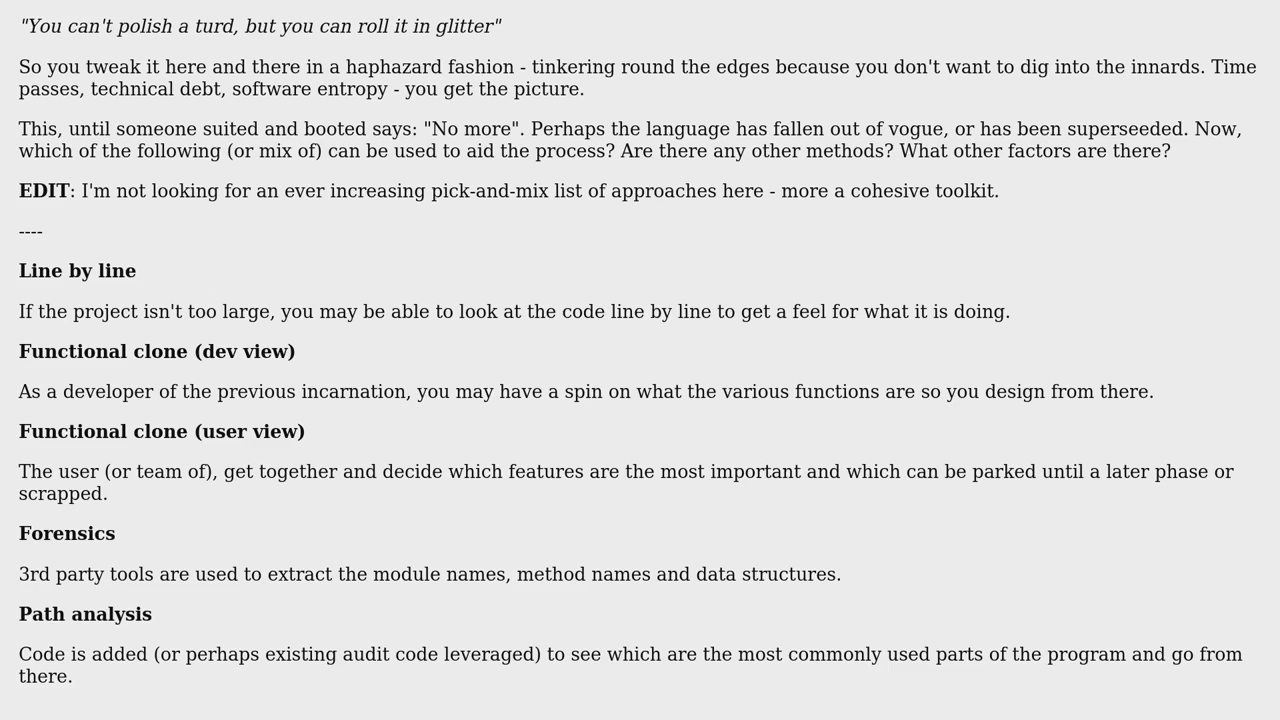 "You can't polish a turd, but you can roll it in glitter"
So you tweak it here and there in a haphazard fashion - tinkering round the edges because you don't want to dig into the innards. Time
passes, technical debt, software entropy - you get the picture.
This, until someone suited and booted says: "No more". Perhaps the language has fallen out of vogue, or has been superseeded. Now,
which of the following (or mix of) can be used to aid the process? Are there any other methods? What other factors are there?
EDIT: I'm not looking for an ever increasing pick-and-mix list of approaches here - more a cohesive toolkit.
----
Line by line
If the project isn't too large, you may be able to look at the code line by line to get a feel for what it is doing.
Functional clone (dev view)
As a developer of the previous incarnation, you may have a spin on what the various functions are so you design from there.
Functional clone (user view)
The user (or team of), get together and decide which features are the most important and which can be parked until a later phase or
scrapped.
Forensics
3rd party tools are used to extract the module names, method names and data structures.
Path analysis
Code is added (or perhaps existing audit code leveraged) to see which are the most commonly used parts of the program and go from
there.